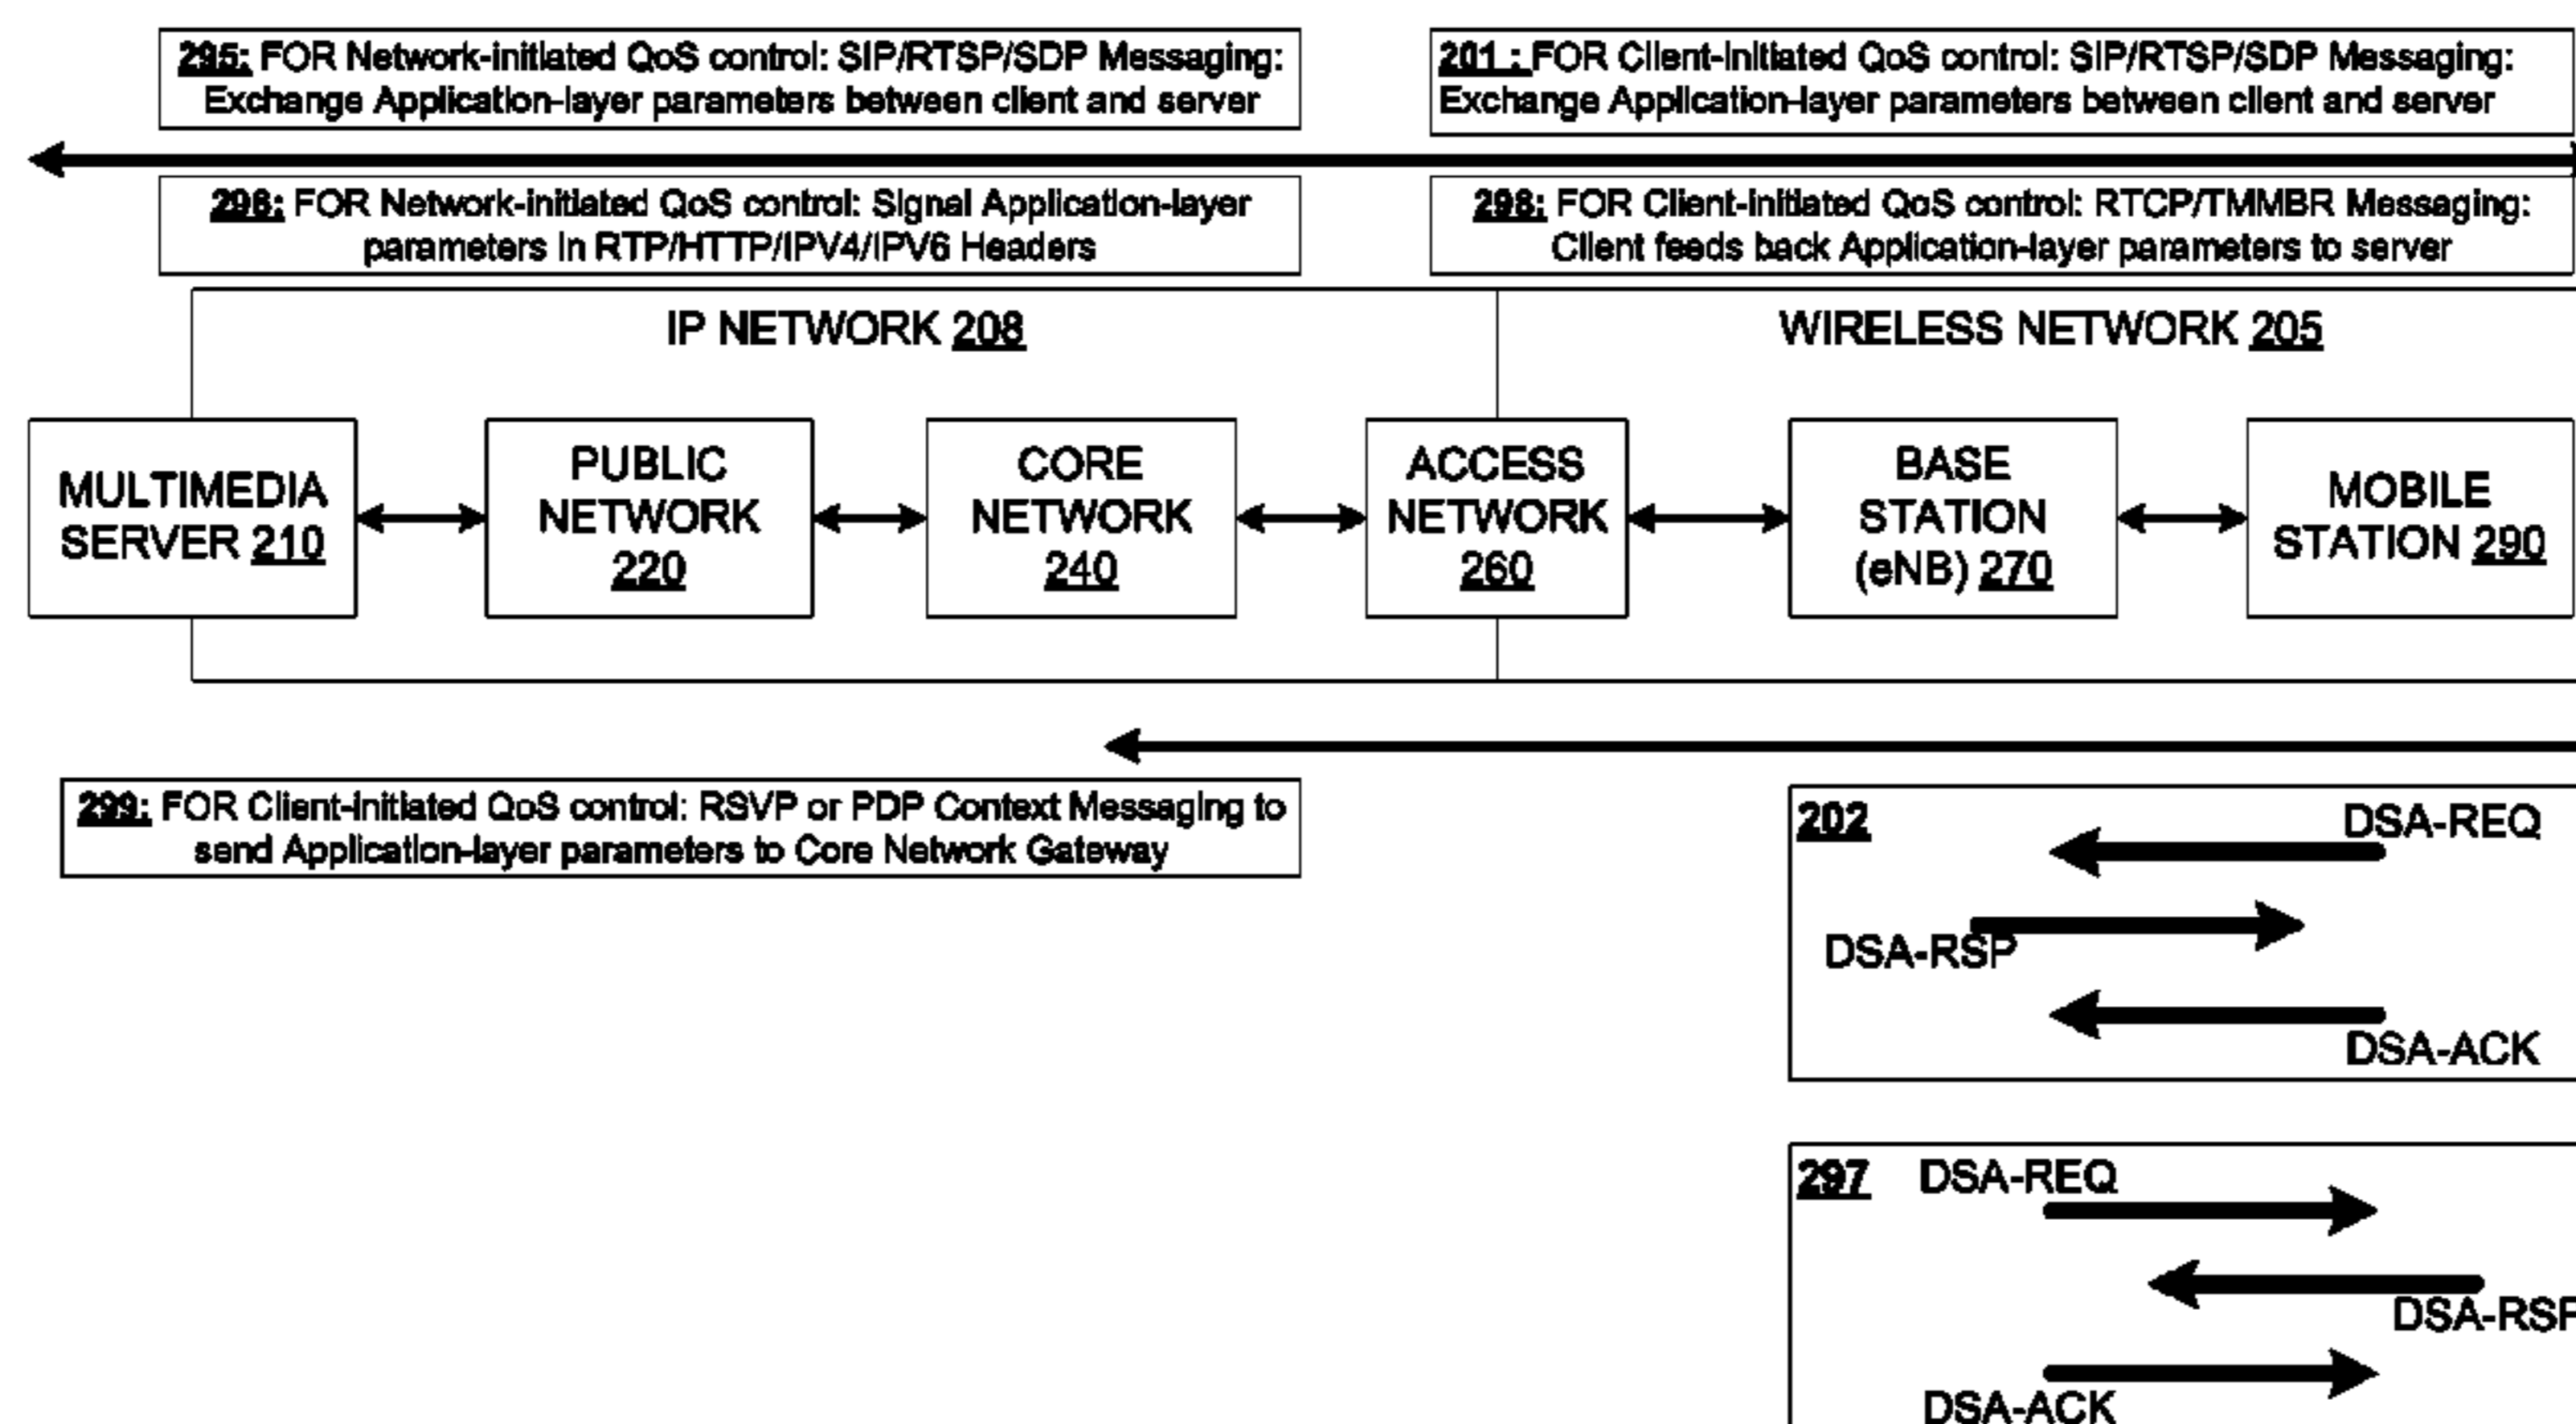 295: FOR Network-initiated QoS control: SIP/RTSP/SDP Messaging:
Exchange Application-layer parameters between client and server
201 : FOR Client-initiated QoS control: SIP/RTSP/SDP Messaging:
Exchange Application-layer parameters between client and server
296: FOR Network-initiated QoS control: Signal Application-layer
parameters in RTP/HTTP/IPV4/IPV6 Headers
298: FOR Client-initiated QoS control: RTCP/TMMBR Messaging:
Client feeds back Application-layer parameters to server
IP NETWORK 208
WIRELESS NETWORK 205
MULTIMEDIA
SERVER 210
PUBLIC
NETWORK
220
CORE
NETWORK
240
ACCESS
NETWORK
260
BASE
STATION
(eNB) 270
MOBILE
STATION 290
299: FOR Client-initiated QoS control: RSVP or PDP Context Messaging to
send Application-layer parameters to Core Network Gateway
202
DSA-REQ
DSA-RSP
DSA-ACK
297
DSA-REQ
DSA-RSP
DSA-ACK